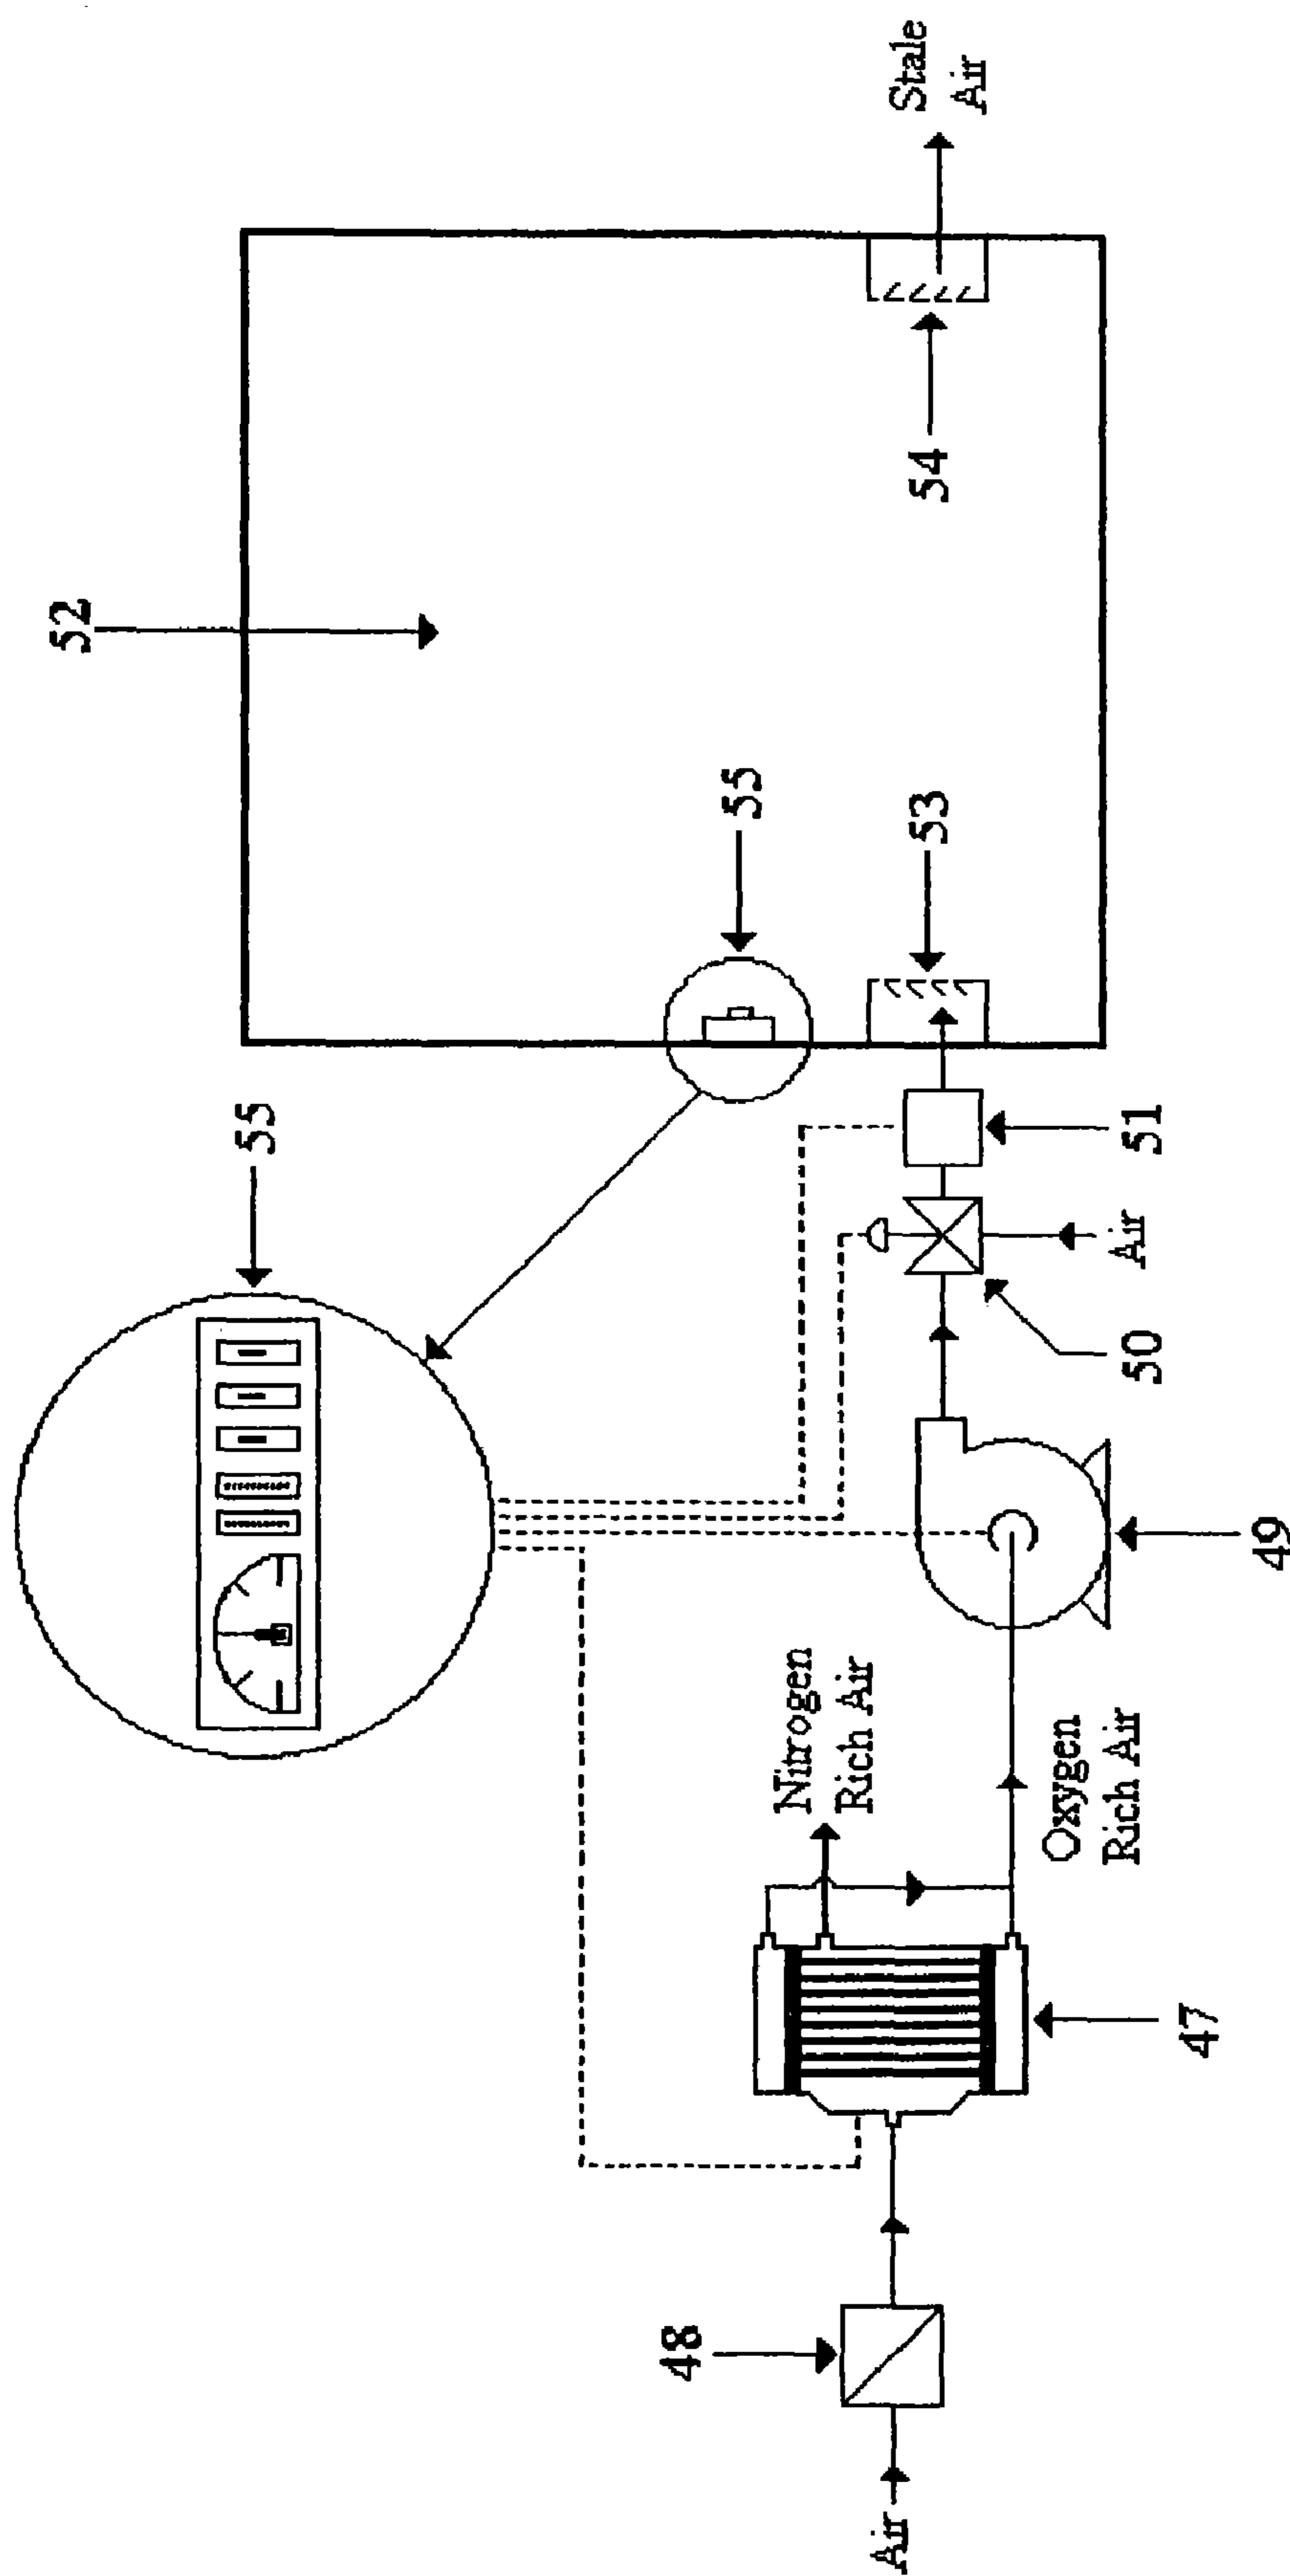 55
52
55
53
54
Stale
Air
Nitrogen
Rich Air
48
Air
Oxygen
Rich Air
47
49
50
Air
51